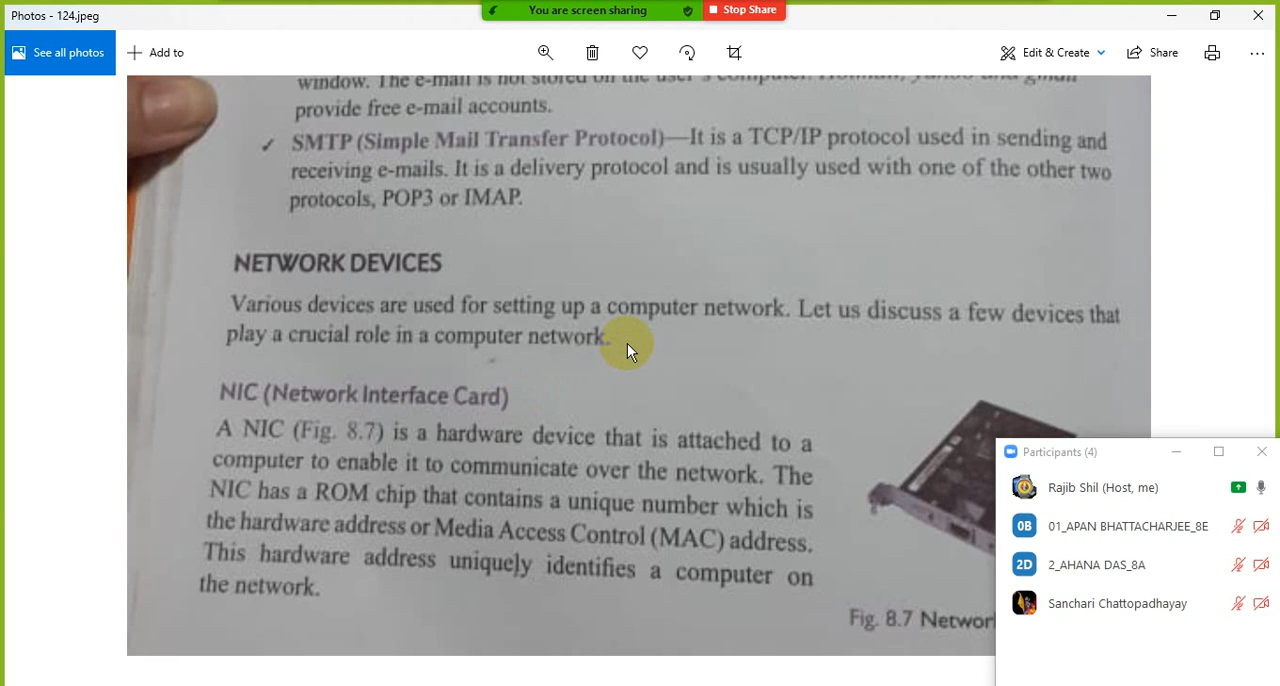 You are screen sharing
Stop Share
Photos - 124.jpeg
See all photos
Add to
Edit & Create
Share
window. The e-mail is not stored on the user's computer. Hotmail, yahoo and gmail
provide free e-mail accounts.
✓ SMTP (Simple Mail Transfer Protocol)—It is a TCP/IP protocol used in sending and
receiving e-mails. It is a delivery protocol and is usually used with one of the other two
protocols, POP3 or IMAP.
NETWORK DEVICES
Various devices are used for setting up a computer network. Let us discuss a few devices that
play a crucial role in a computer network.
NIC (Network Interface Card)
A NIC (Fig. 8.7) is a hardware device that is attached to a
computer to enable it to communicate over the network. The
NIC has a ROM chip that contains a unique number which is
the hardware address or Media Access Control (MAC) address.
This hardware address uniquely identifies a computer on
the network.
Fig. 8.7 Networ
Participants (4)
Rajib Shil (Host, me)
0B 01_APAN BHATTACHARJEE_8E
2D 2_AHANA DAS_8A
Sanchari Chattopadhayay